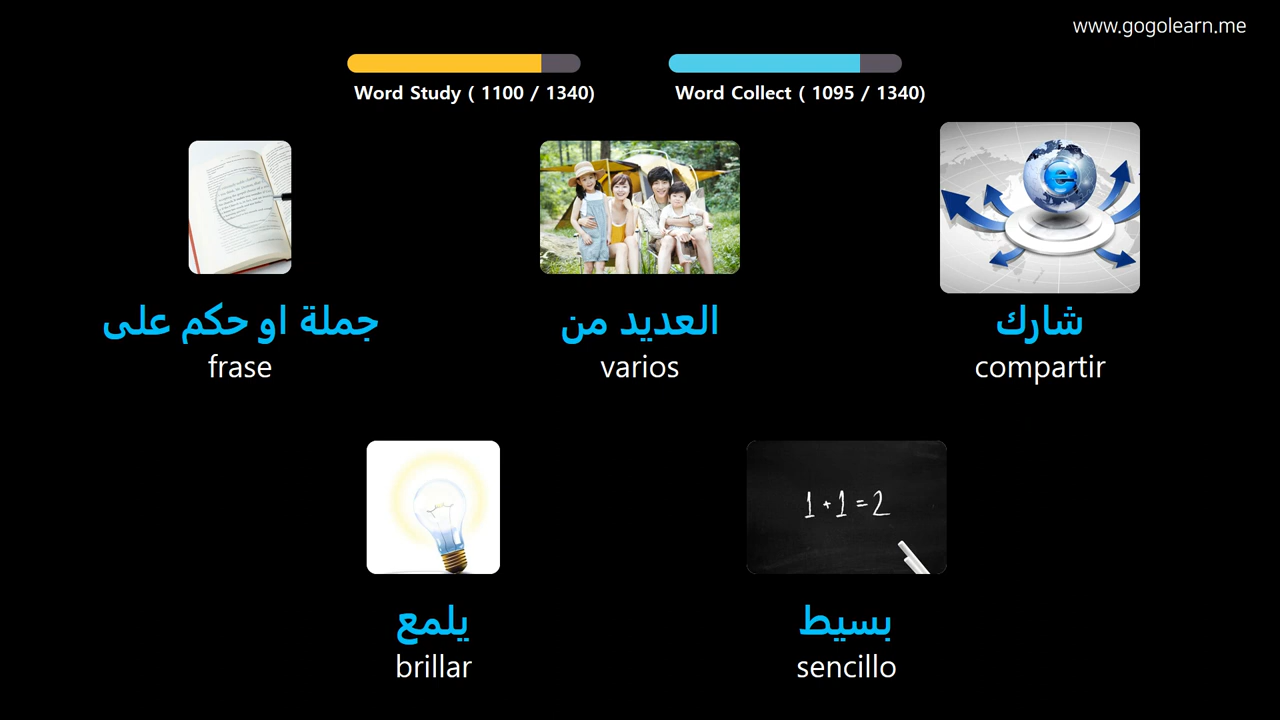 www.gogolearn.me
Word Study ( 1100 / 1340)
Word Collect ( 1095 / 1340)
جملة او حكم على
frase
العديد من
varios
شارك
compartir
1+1=2
يلمع
brillar
بسيط
sencillo